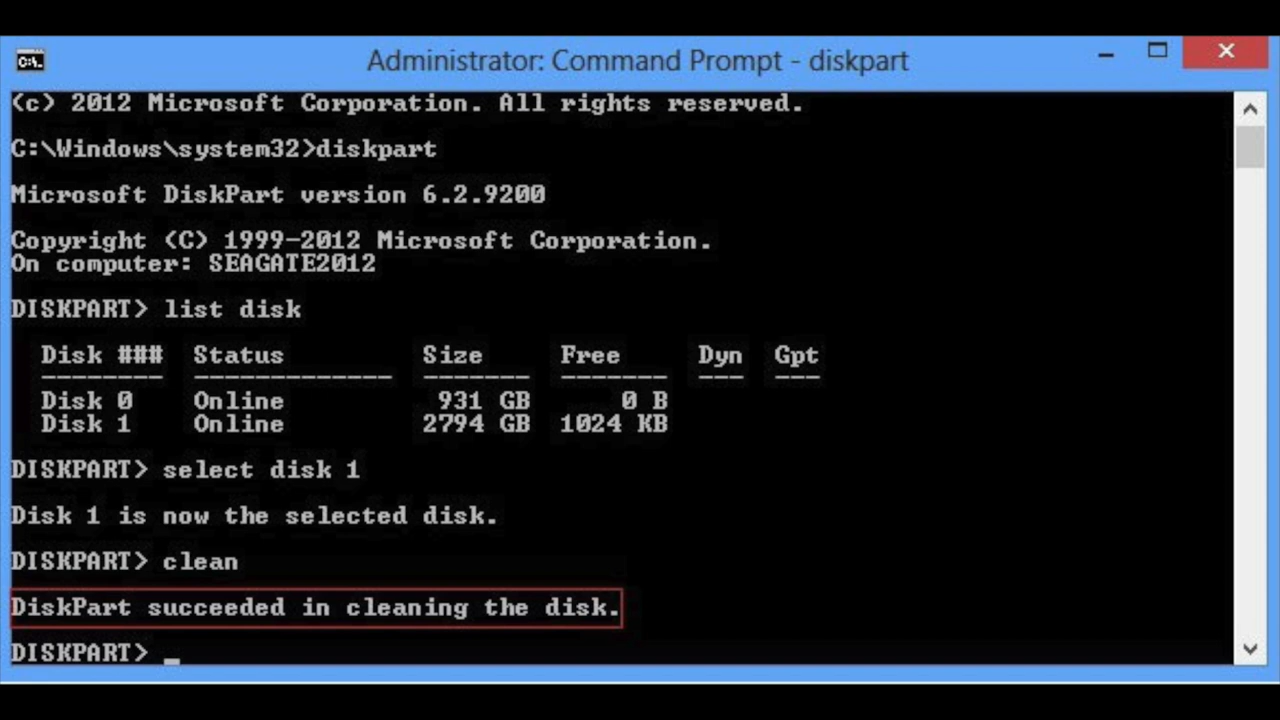 Administrator: Command Prompt - diskpart
(c) 2012 Microsoft Corporation. All rights reserved.
C:\Windows\system32>diskpart
Microsoft DiskPart version 6.2.9200
Copyright (C) 1999-2012 Microsoft Corporation.
On computer: SEAGATE2012
DISKPART> list disk
Disk ### Status Size Free Dyn Gpt
-------- ------------- ------- ------- --- ---
Disk 0 Online 931 GB 0 B
Disk 1 Online 2794 GB 1024 KB
DISKPART> select disk 1
Disk 1 is now the selected disk.
DISKPART> clean
DiskPart succeeded in cleaning the disk.
DISKPART> _